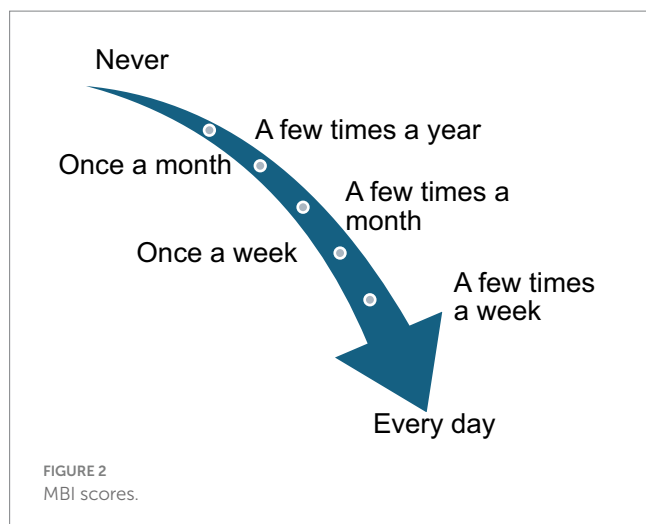 Never
A few times a year
Once a month
A few times a
month
Once a week
A few times
a week
Every day
FIGURE 2
MBI scores.